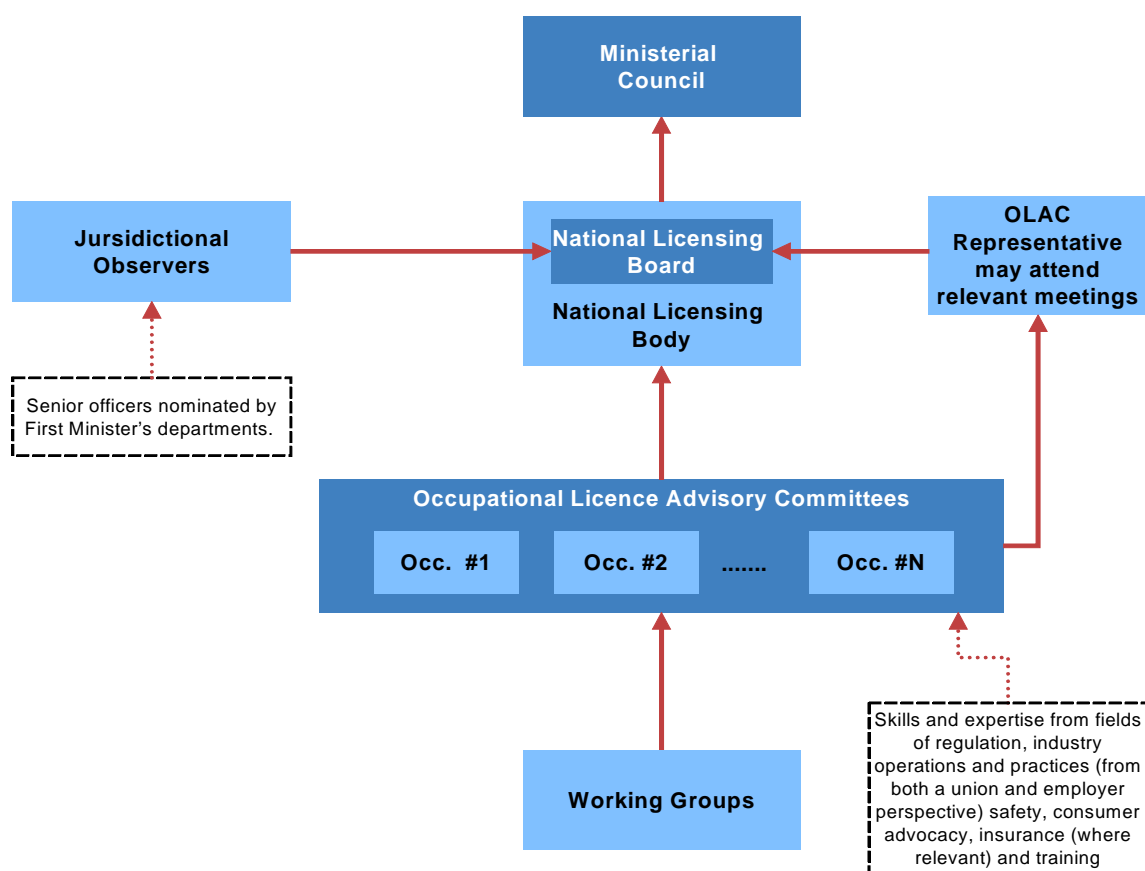 Ministerial
Council
Jursidictional
Observers
National Licensing
Board
National Licensing
Body
OLAC
Representative
may attend
relevant meetings
Senior officers nominated by
First Minister’s departments.
Occupational Licence Advisory Committees
Occ. #1
Occ. #2
.......
Occ. #N
Working Groups
Skills and expertise from fields
of regulation, industry
operations and practices (from
both a union and employer
perspective) safety, consumer
advocacy, insurance (where
relevant) and training